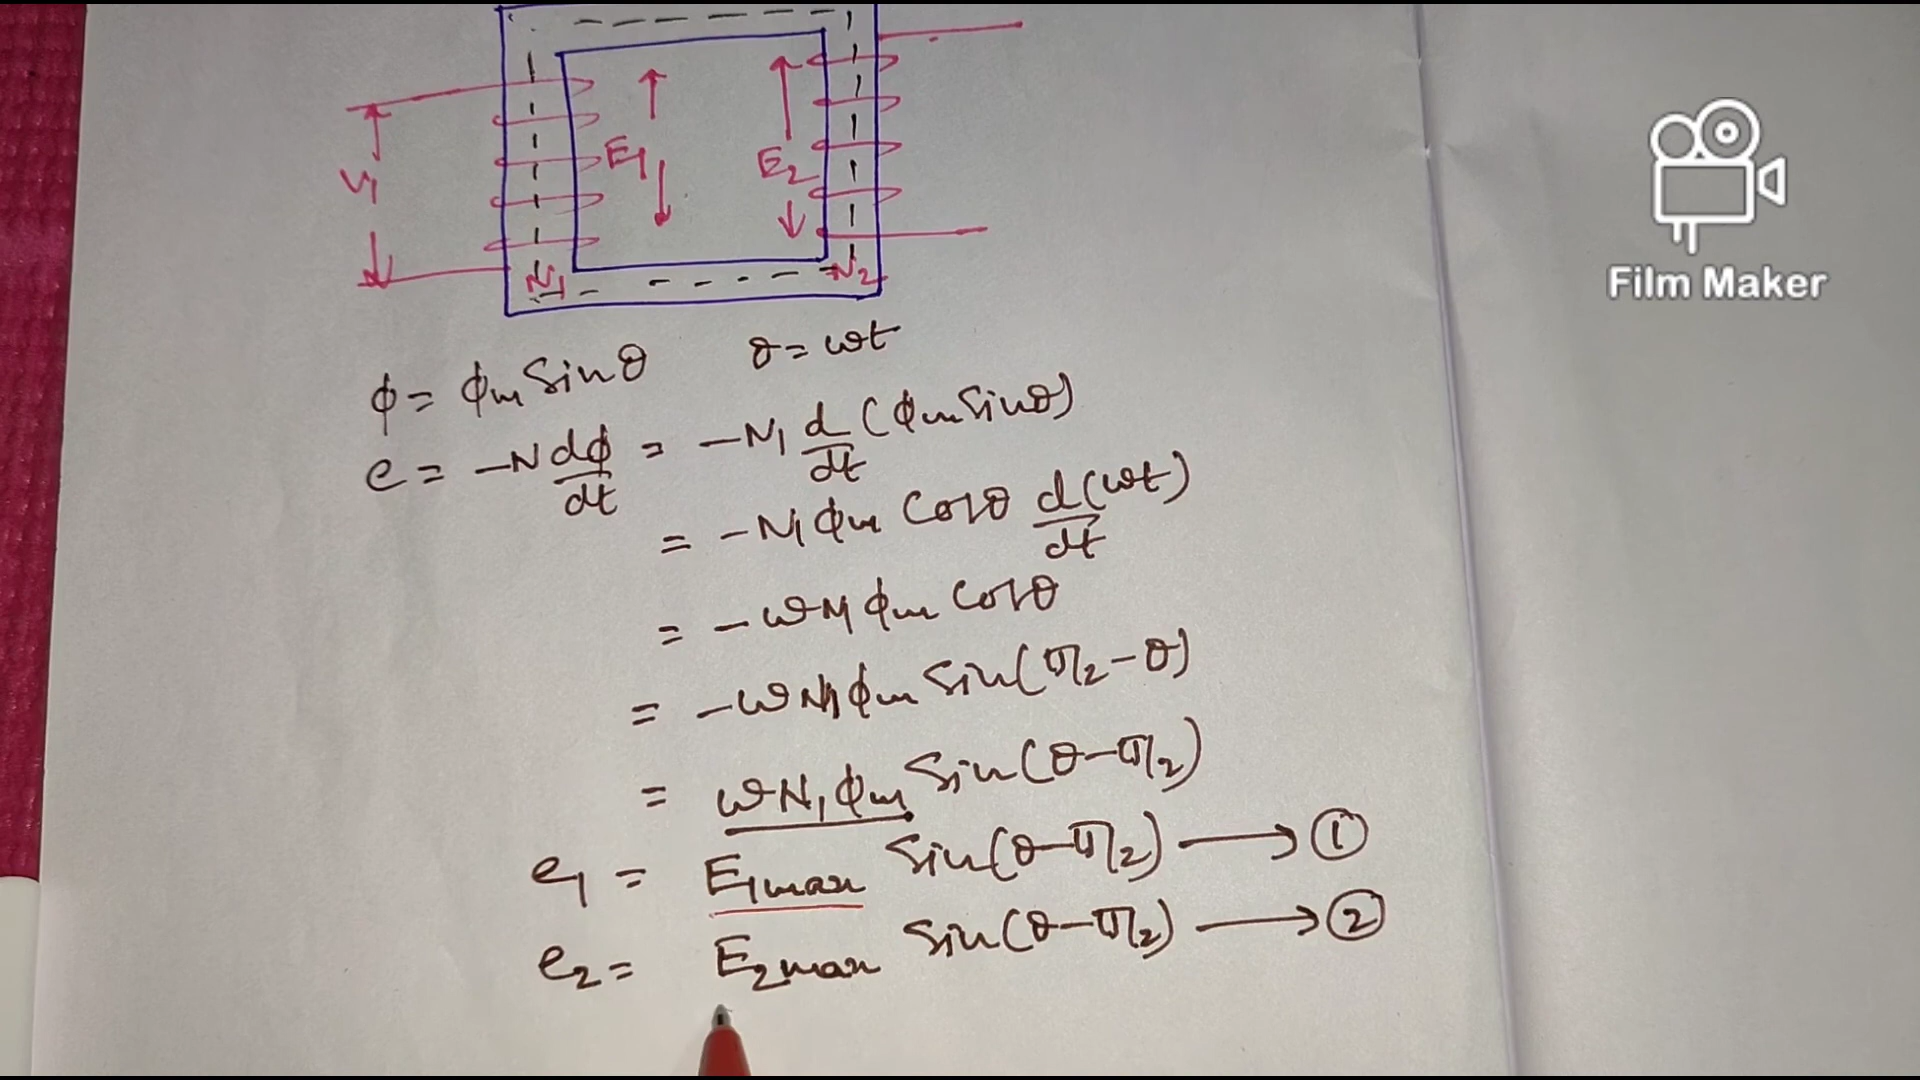 V1
E1
E2
N1
N2
Film Maker
ϕ = ϕm Sinθ θ = ωt
e = -N dϕ/dt = -N1 d/dt (ϕm Sinθ)
= -N1 ϕm Cosθ d(ωt)/dt
= -ωN1 ϕm Cosθ
= -ωN1 ϕm Sin(π/2 - θ)
= ωN1 ϕm Sin(θ - π/2)
e1 = E1max Sin(θ - π/2) → ①
e2 = E2max Sin(θ - π/2) → ②